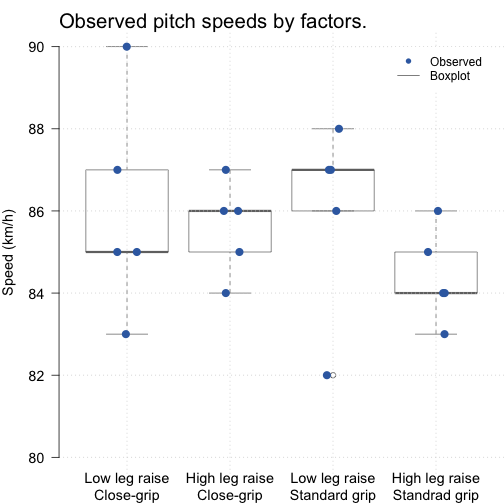 Observed pitch speeds by factors.
90
88
86
84
82
80
Speed (km/h)
Observed
Boxplot
Low leg raise
Close-grip
High leg raise
Close-grip
Low leg raise
Standard grip
High leg raise
Standrad grip